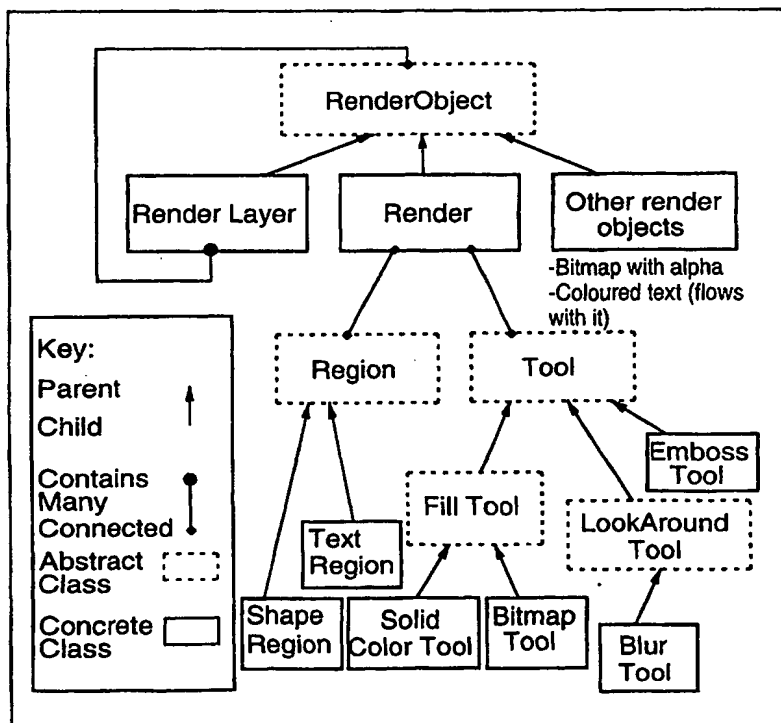 RenderObject
Render Layer
Render
Other render
objects
-Bitmap with alpha
-Coloured text (flows
with it)
Key:
Parent
Child
Contains
Many
Connected
Abstract
Class
Concrete
Class
Region
Tool
Emboss
Tool
Fill Tool
LookAround
Tool
Text
Region
Shape
Region
Solid
Color Tool
Bitmap
Tool
Blur
Tool